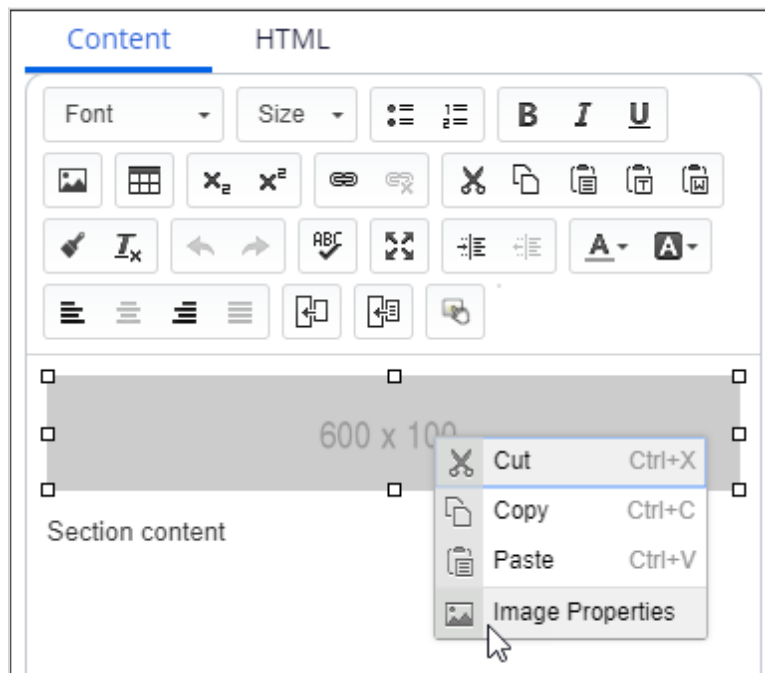 Content HTML
Font Size B I U
ABC
600 x 100
Cut Ctrl+X
Copy Ctrl+C
Section content
Paste Ctrl+V
Image Properties